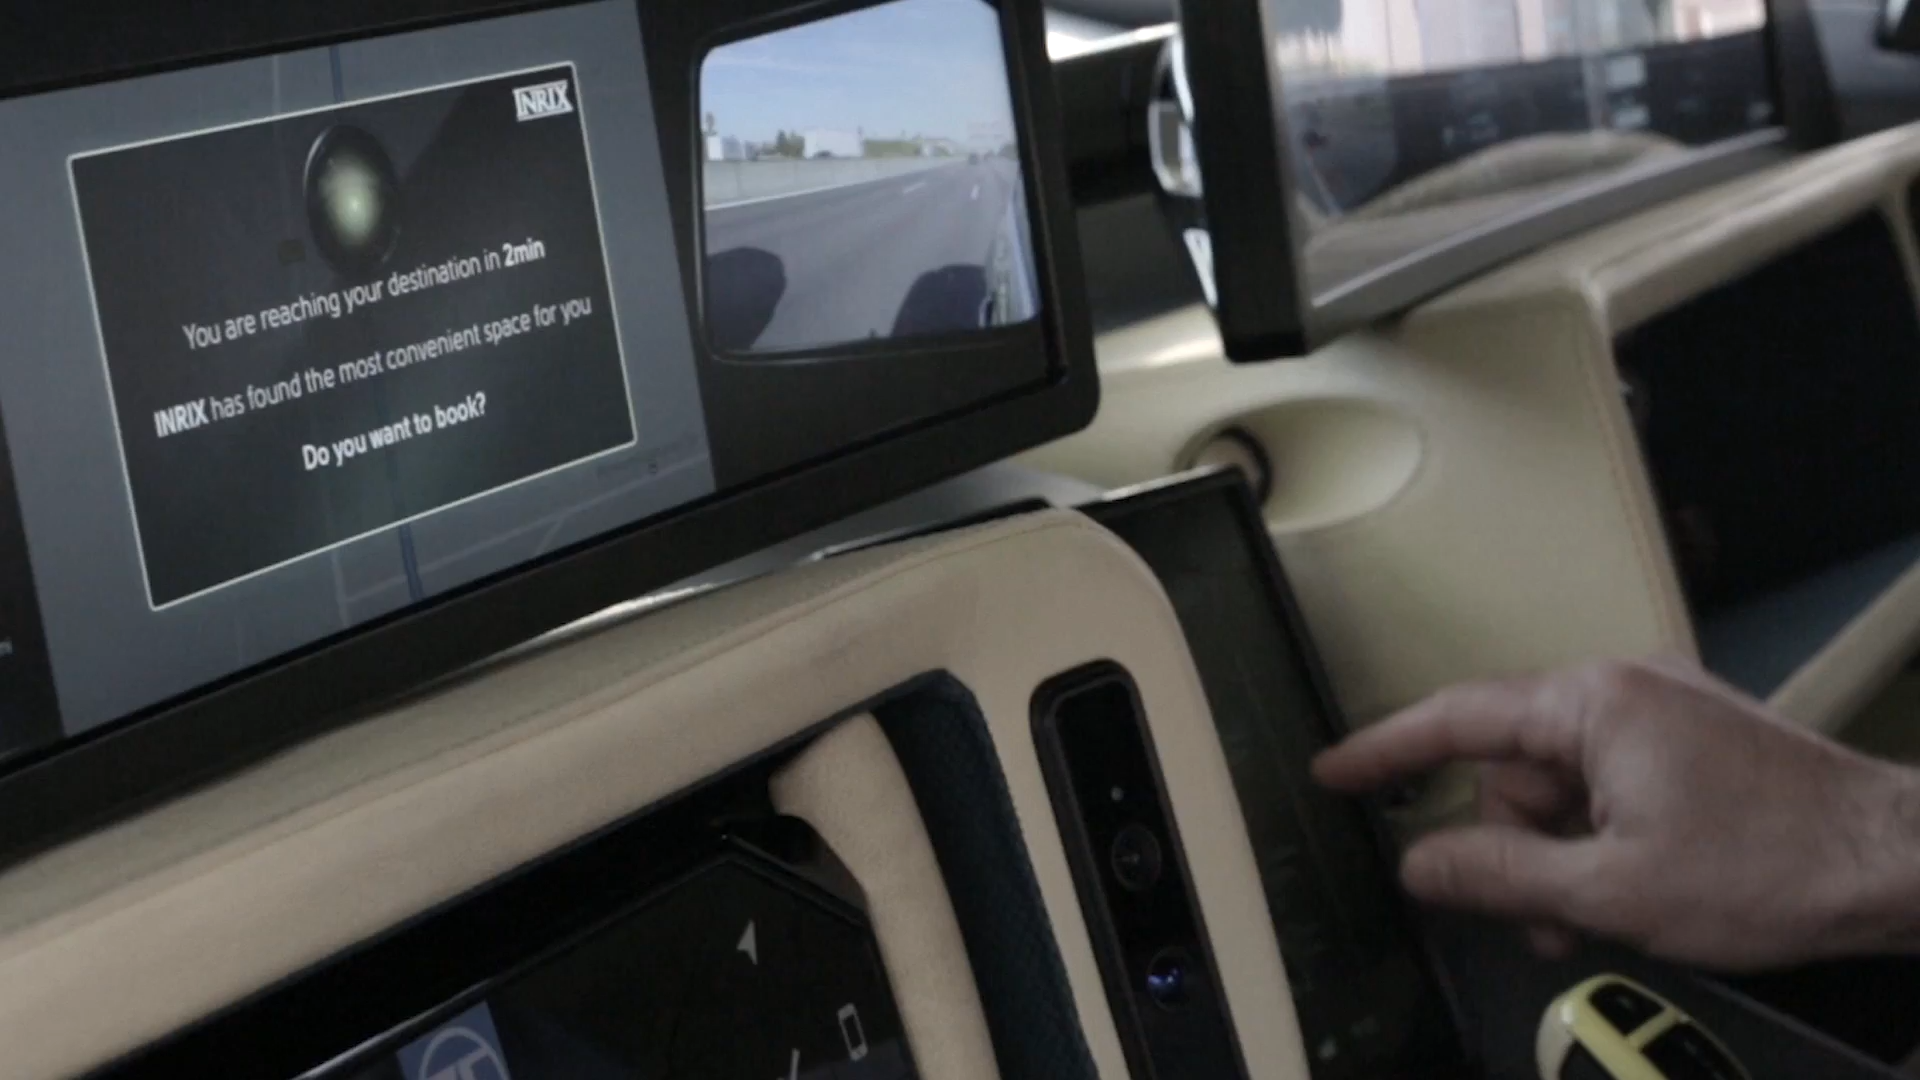 INRIX
You are reaching your destination in 2min
INRIX has found the most convenient space for you
Do you want to book?